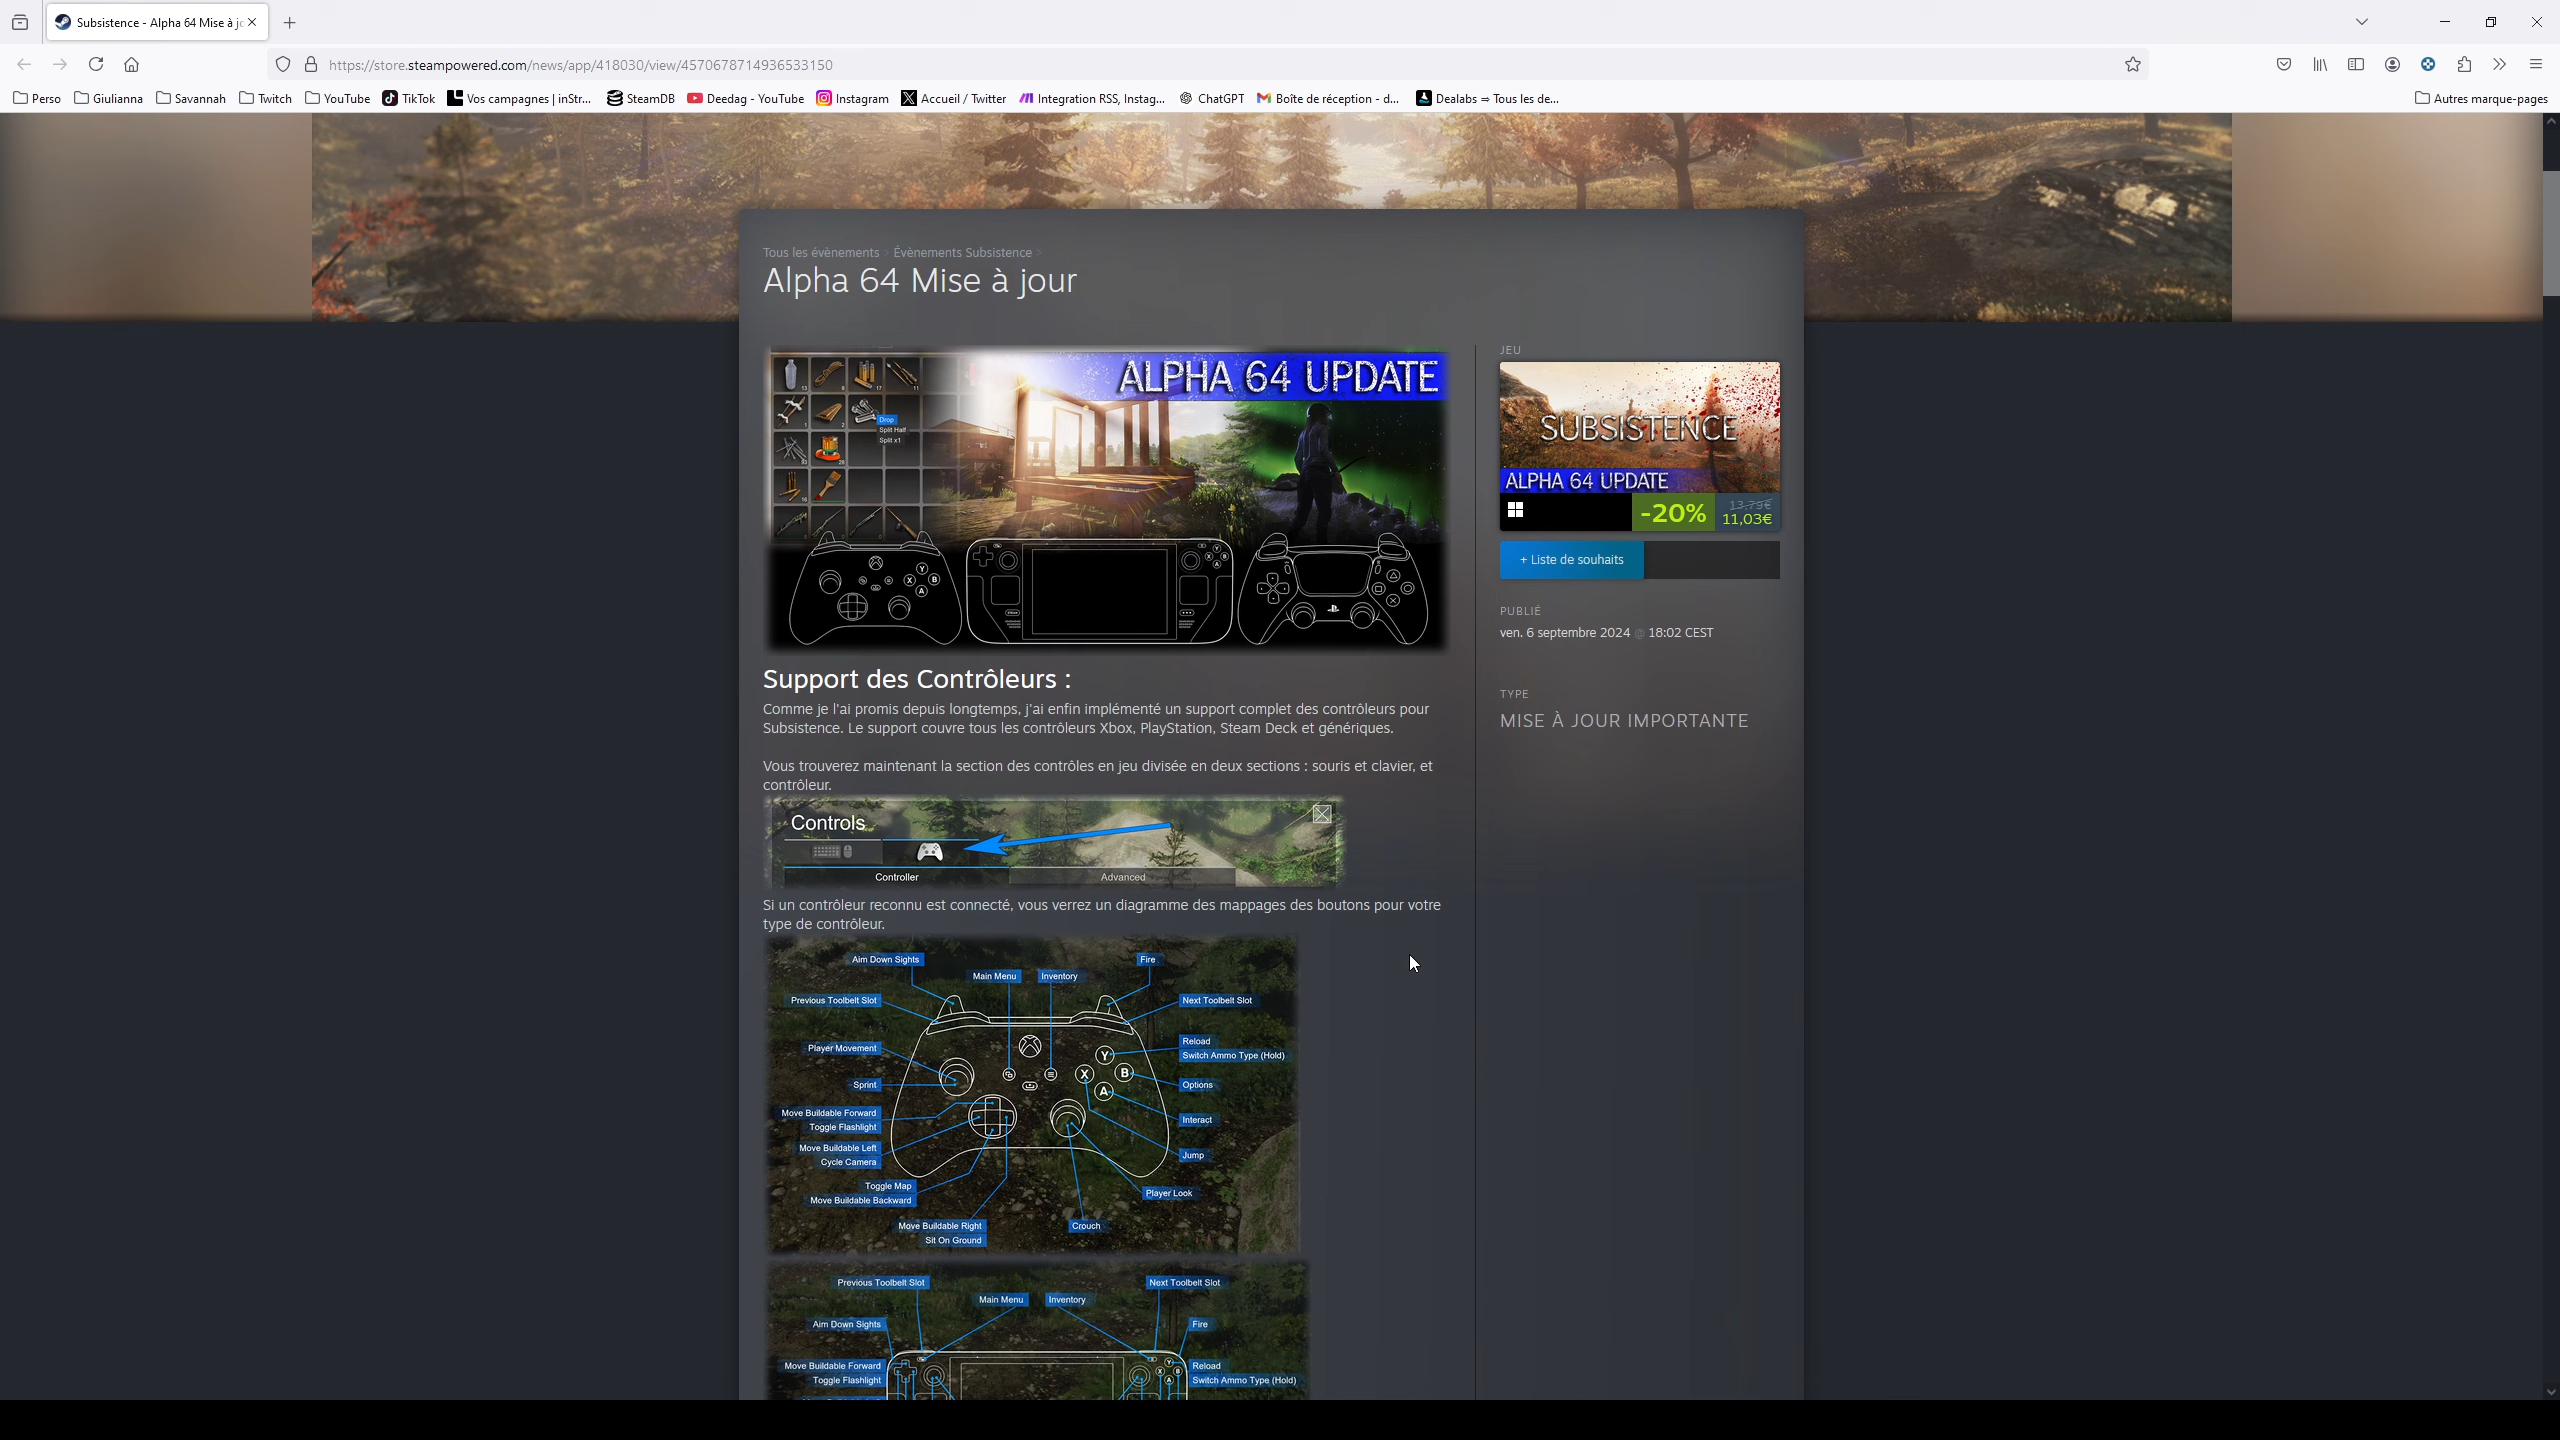 Subsistence - Alpha 64 Mise à jo
https://store.steampowered.com/news/app/418030/view/4570678714936533150
Perso
Giulianna
Savannah
Twitch
YouTube
TikTok
Vos campagnes | inStr...
SteamDB
Deedag - YouTube
Instagram
Accueil / Twitter
Integration RSS, Instag...
ChatGPT
Boîte de réception - d...
Dealabs ⇒ Tous les de...
Autres marque-pages
Tous les évènements > Évènements Subsistence >
Alpha 64 Mise à jour
ALPHA 64 UPDATE
Drop
Split Half
Split x1
JEU
SUBSISTENCE
ALPHA 64 UPDATE
-20%
13,79€
11,03€
+ Liste de souhaits
PUBLIÉ
ven. 6 septembre 2024 @ 18:02 CEST
TYPE
MISE À JOUR IMPORTANTE
Support des Contrôleurs :
Comme je l'ai promis depuis longtemps, j'ai enfin implémenté un support complet des contrôleurs pour
Subsistence. Le support couvre tous les contrôleurs Xbox, PlayStation, Steam Deck et génériques.
Vous trouverez maintenant la section des contrôles en jeu divisée en deux sections : souris et clavier, et
contrôleur.
Controls
Controller
Advanced
Si un contrôleur reconnu est connecté, vous verrez un diagramme des mappages des boutons pour votre
type de contrôleur.
Aim Down Sights
Main Menu
Inventory
Fire
Previous Toolbelt Slot
Next Toolbelt Slot
Player Movement
Reload
Switch Ammo Type (Hold)
Y
X
B
A
Sprint
Options
Move Buildable Forward
Toggle Flashlight
Interact
Move Buildable Left
Cycle Camera
Jump
Toggle Map
Move Buildable Backward
Player Look
Move Buildable Right
Sit On Ground
Crouch
Previous Toolbelt Slot
Next Toolbelt Slot
Main Menu
Inventory
Aim Down Sights
Fire
Move Buildable Forward
Toggle Flashlight
Reload
Switch Ammo Type (Hold)